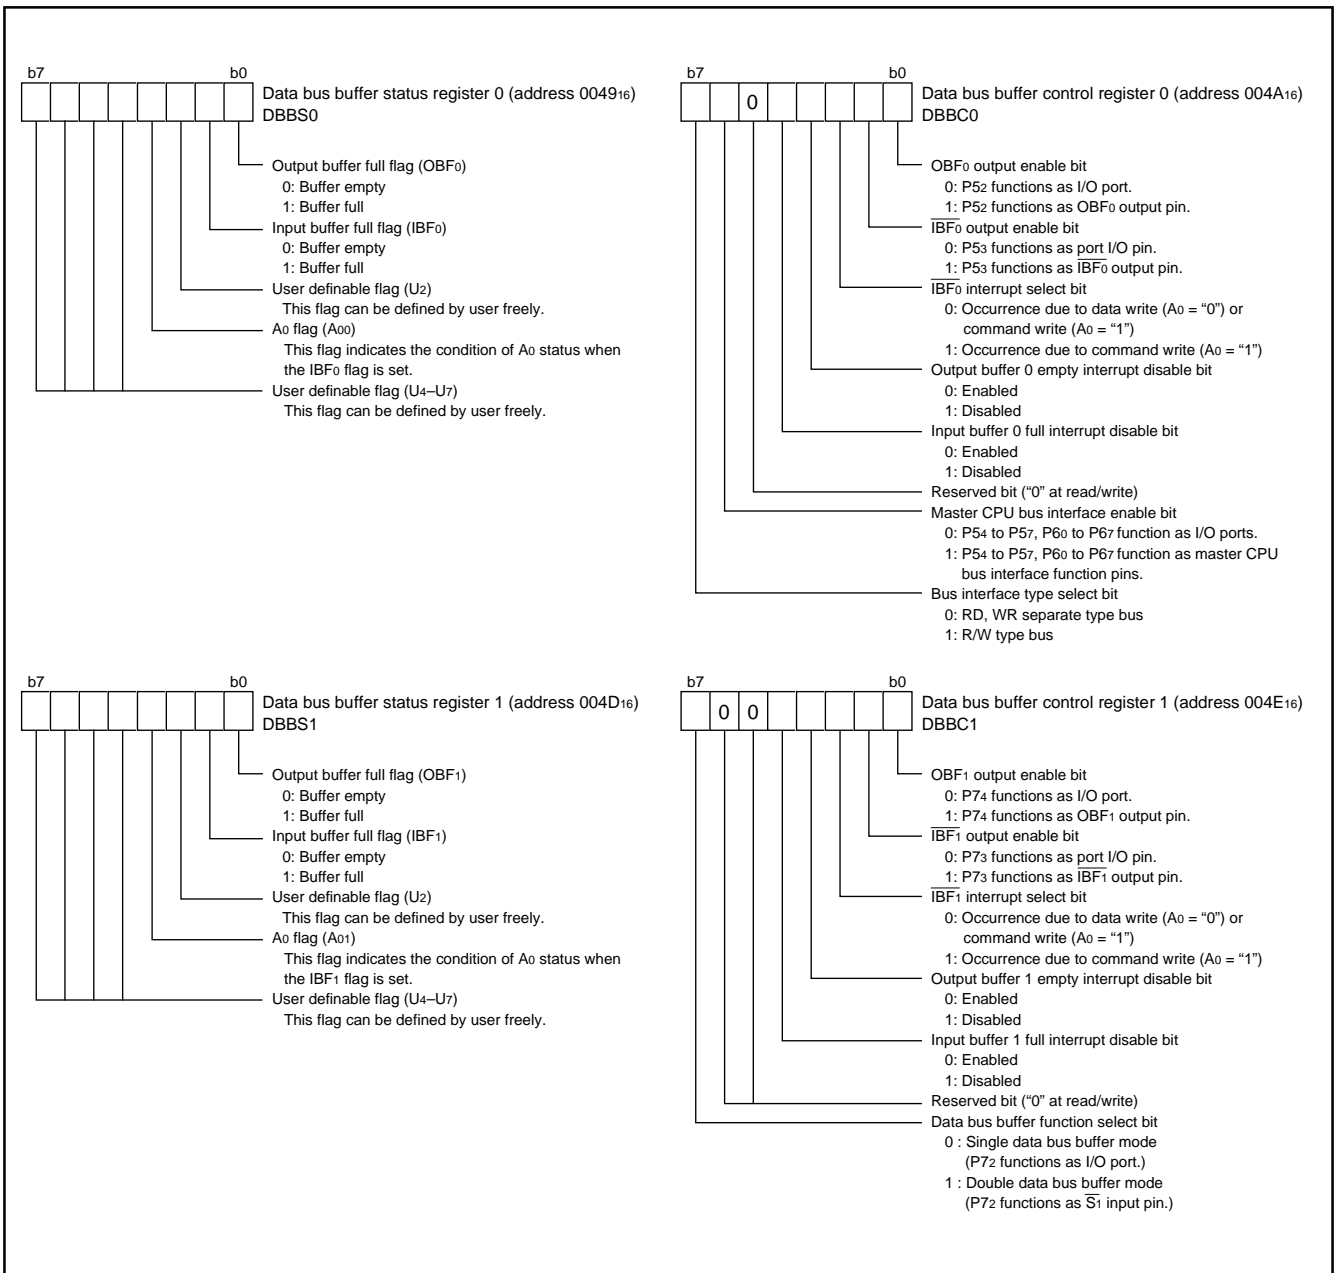 b7 b0
Data bus buffer status register 0 (address 004916)
DBBS0
Output buffer full flag (OBF0)
0: Buffer empty
1: Buffer full
Input buffer full flag (IBF0)
0: Buffer empty
1: Buffer full
User definable flag (U2)
This flag can be defined by user freely.
A0 flag (A00)
This flag indicates the condition of A0 status when
the IBF0 flag is set.
User definable flag (U4–U7)
This flag can be defined by user freely.
b7 b0
0
Data bus buffer control register 0 (address 004A16)
DBBC0
OBF0 output enable bit
0: P52 functions as I/O port.
1: P52 functions as OBF0 output pin.
IBF0 output enable bit
0: P53 functions as port I/O pin.
1: P53 functions as IBF0 output pin.
IBF0 interrupt select bit
0: Occurrence due to data write (A0 = “0”) or
command write (A0 = “1”)
1: Occurrence due to command write (A0 = “1”)
Output buffer 0 empty interrupt disable bit
0: Enabled
1: Disabled
Input buffer 0 full interrupt disable bit
0: Enabled
1: Disabled
Reserved bit (“0” at read/write)
Master CPU bus interface enable bit
0: P54 to P57, P60 to P67 function as I/O ports.
1: P54 to P57, P60 to P67 function as master CPU
bus interface function pins.
Bus interface type select bit
0: RD, WR separate type bus
1: R/W type bus
b7 b0
Data bus buffer status register 1 (address 004D16)
DBBS1
Output buffer full flag (OBF1)
0: Buffer empty
1: Buffer full
Input buffer full flag (IBF1)
0: Buffer empty
1: Buffer full
User definable flag (U2)
This flag can be defined by user freely.
A0 flag (A01)
This flag indicates the condition of A0 status when
the IBF1 flag is set.
User definable flag (U4–U7)
This flag can be defined by user freely.
b7 b0
0 0
Data bus buffer control register 1 (address 004E16)
DBBC1
OBF1 output enable bit
0: P74 functions as I/O port.
1: P74 functions as OBF1 output pin.
IBF1 output enable bit
0: P73 functions as port I/O pin.
1: P73 functions as IBF1 output pin.
IBF1 interrupt select bit
0: Occurrence due to data write (A0 = “0”) or
command write (A0 = “1”)
1: Occurrence due to command write (A0 = “1”)
Output buffer 1 empty interrupt disable bit
0: Enabled
1: Disabled
Input buffer 1 full interrupt disable bit
0: Enabled
1: Disabled
Reserved bit (“0” at read/write)
Data bus buffer function select bit
0 : Single data bus buffer mode
(P72 functions as I/O port.)
1 : Double data bus buffer mode
(P72 functions as S1 input pin.)